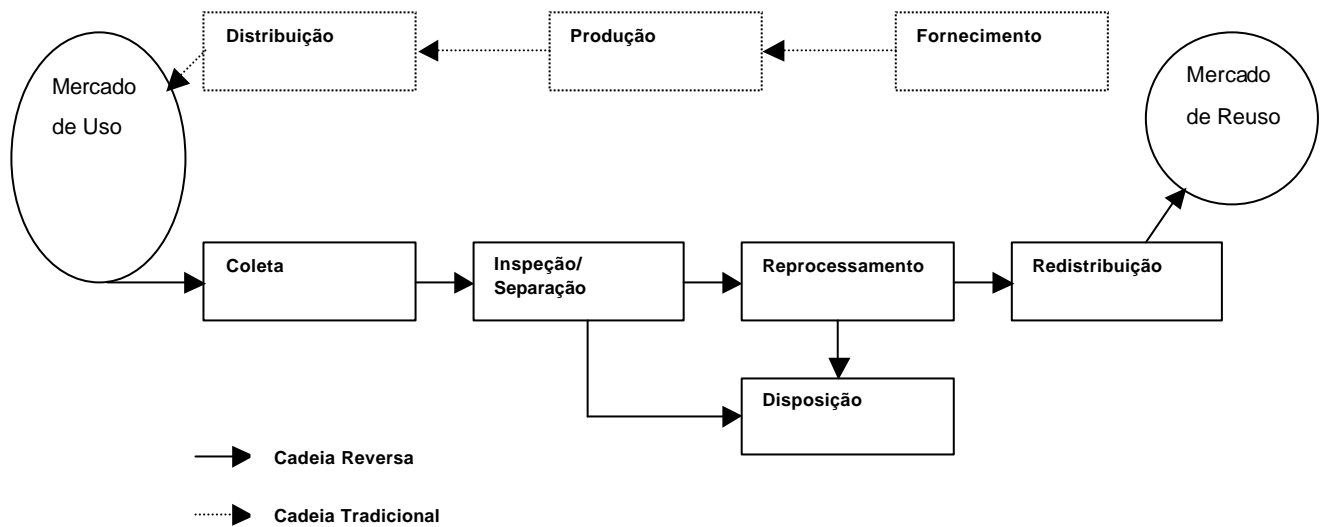 Distribuição
Produção
Fornecimento
Mercado
de Uso
Mercado
de Reuso
Coleta
Inspeção/
Separação
Reprocessamento
Redistribuição
Disposição
Cadeia Reversa
Cadeia Tradicional